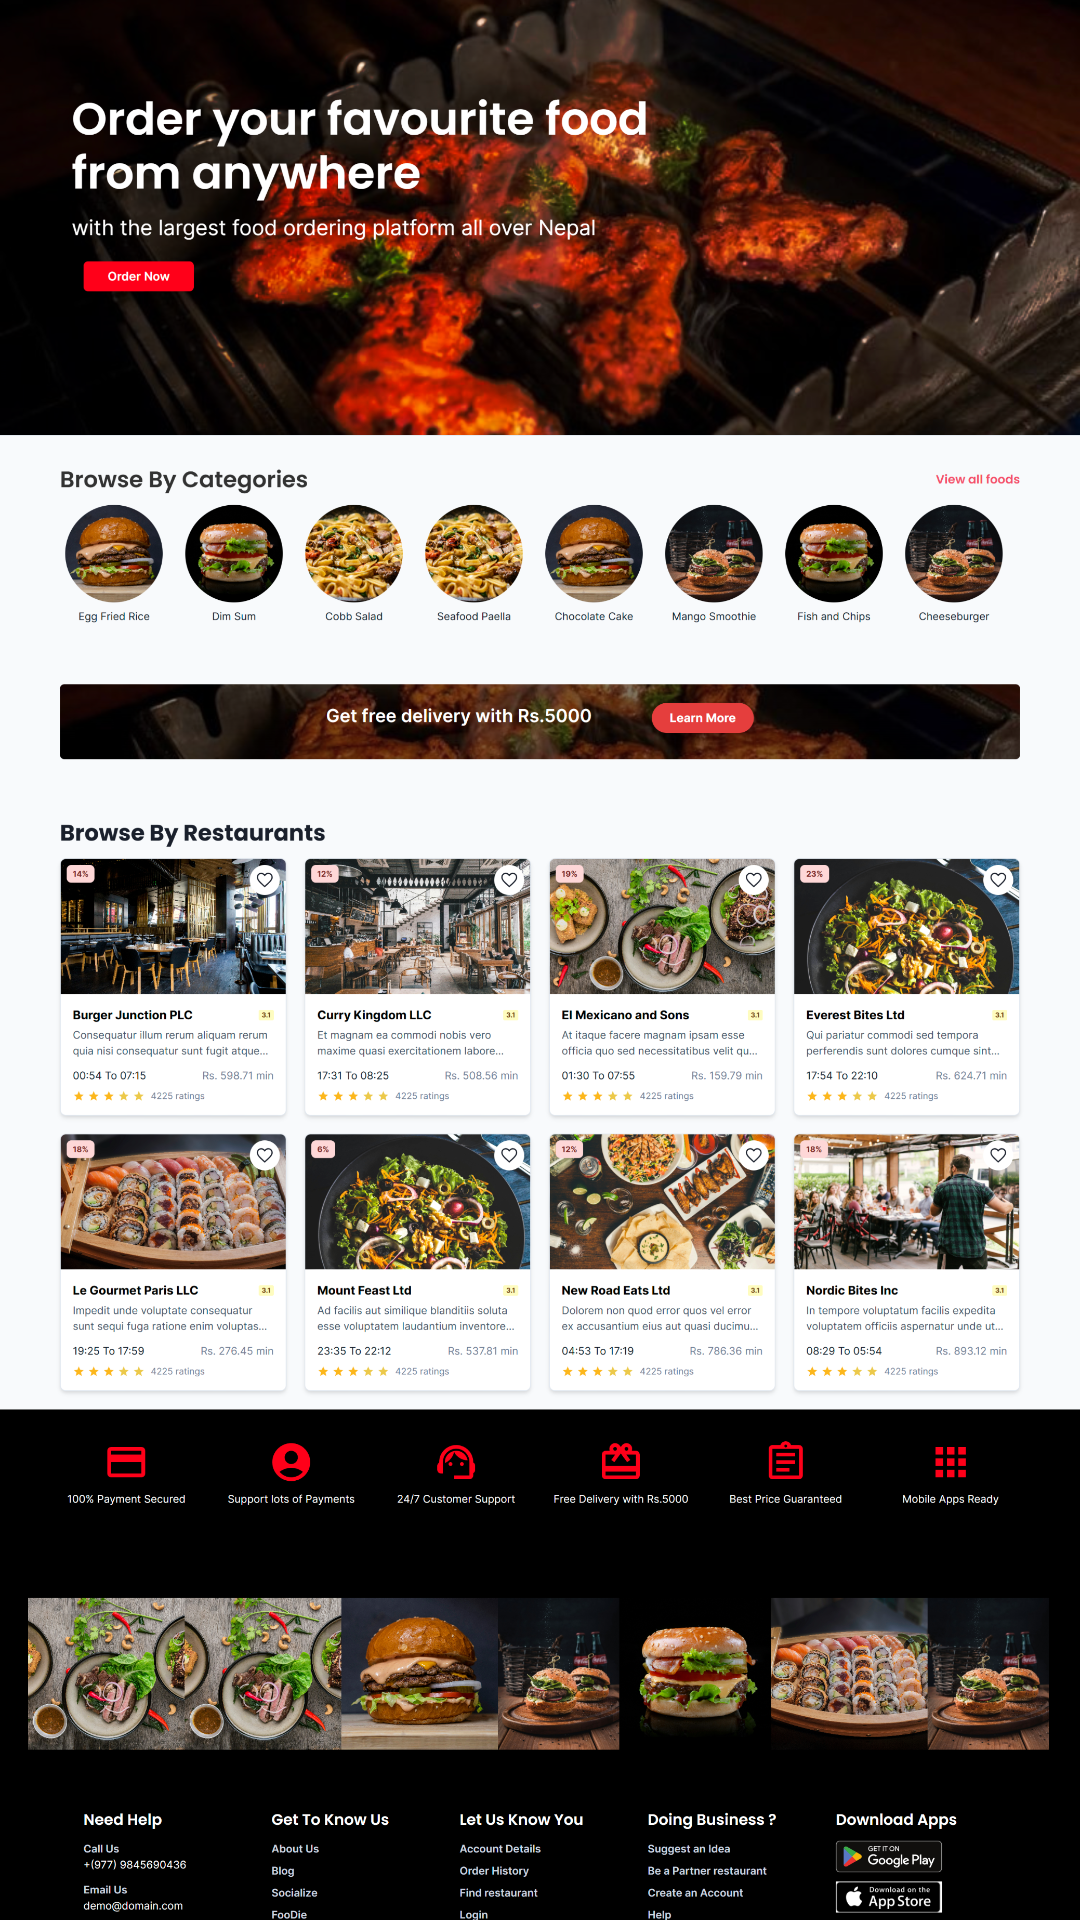 Order your favourite food
from anywhere
with the largest food ordering platform all over Nepal
Order Now
Browse By Categories
View all foods
Egg Fried Rice
Dim Sum
Cobb Salad
Seafood Paella
Chocolate Cake
Mango Smoothie
Fish and Chips
Cheeseburger
Get free delivery with Rs.5000
Learn More
Browse By Restaurants
14%
Burger Junction PLC
3.1
Consequatur illum rerum aliquam rerum
quia nisi consequatur sunt fugit atque...
00:54 To 07:15
Rs. 598.71 min
4225 ratings
12%
Curry Kingdom LLC
3.1
Et magnam ea commodi nobis vero
maxime quasi exercitationem labore...
17:31 To 08:25
Rs. 508.56 min
4225 ratings
19%
El Mexicano and Sons
3.1
At itaque facere magnam ipsam esse
officia quo sed necessitatibus velit qu...
01:30 To 07:55
Rs. 159.79 min
4225 ratings
23%
Everest Bites Ltd
3.1
Qui pariatur commodi sed tempora
perferendis sunt dolores cumque sint...
17:54 To 22:10
Rs. 624.71 min
4225 ratings
18%
Le Gourmet Paris LLC
3.1
Impedit unde voluptate consequatur
sunt sequi fuga ratione enim voluptas...
19:25 To 17:59
Rs. 276.45 min
4225 ratings
6%
Mount Feast Ltd
3.1
Ad facilis aut similique blanditiis soluta
esse voluptatem laudantium inventore...
23:35 To 22:12
Rs. 537.81 min
4225 ratings
12%
New Road Eats Ltd
3.1
Dolorem non quod error quos vel error
ex accusantium eius aut quasi ducimu...
04:53 To 17:19
Rs. 786.36 min
4225 ratings
18%
Nordic Bites Inc
3.1
In tempore voluptatum facilis expedita
voluptatem officiis aspernatur unde ut...
08:29 To 05:54
Rs. 893.12 min
4225 ratings
100% Payment Secured
Support lots of Payments
24/7 Customer Support
Free Delivery with Rs.5000
Best Price Guaranteed
Mobile Apps Ready
Need Help
Call Us
+(977) 9845690436
Email Us
demo@domain.com
Get To Know Us
About Us
Blog
Socialize
FooDie
Let Us Know You
Account Details
Order History
Find restaurant
Login
Doing Business ?
Suggest an Idea
Be a Partner restaurant
Create an Account
Help
Download Apps
GET IT ON
Google Play
Download on the
App Store